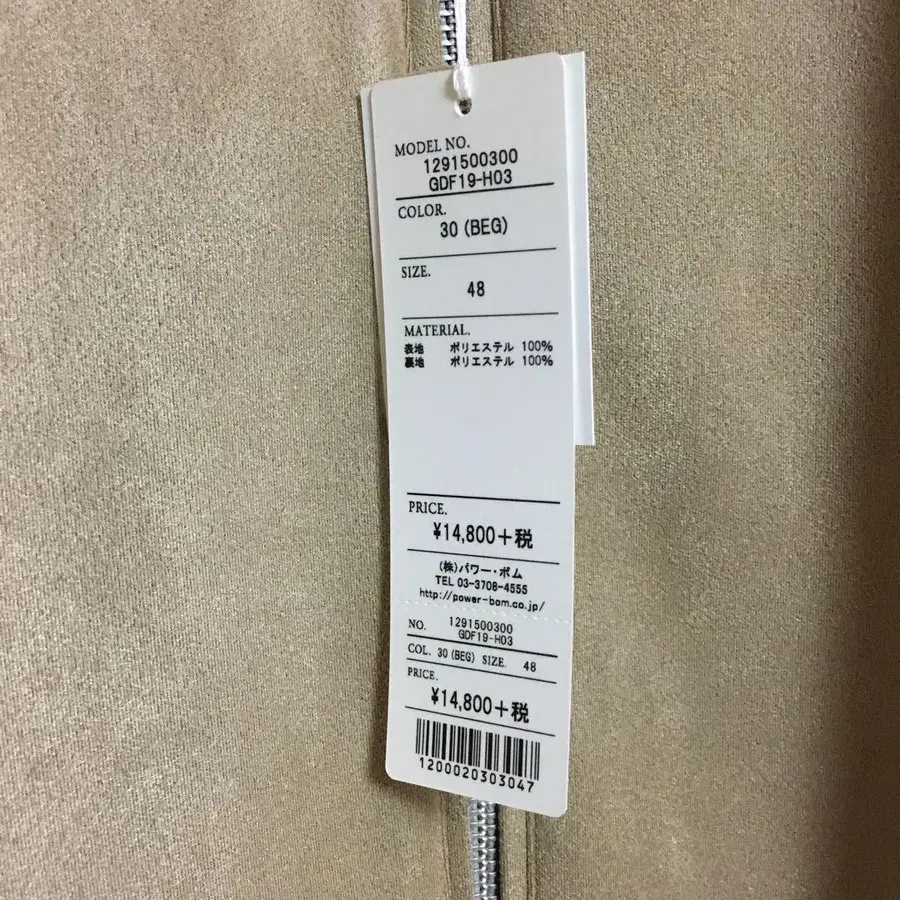 MODEL NO.
1291500300
GDF19-H03
COLOR.
30 (BEG)
SIZE.
48
MATERIAL.
表地 ポリエステル 100%
裏地 ポリエステル 100%
PRICE.
¥14,800+税
(株)パワー・ボム
TEL 03-3708-4555
http://power-bom.co.jp/
NO. 1291500300
GDF19-H03
COL. 30 (BEG) SIZE. 48
PRICE.
¥14,800+税
1200020303047